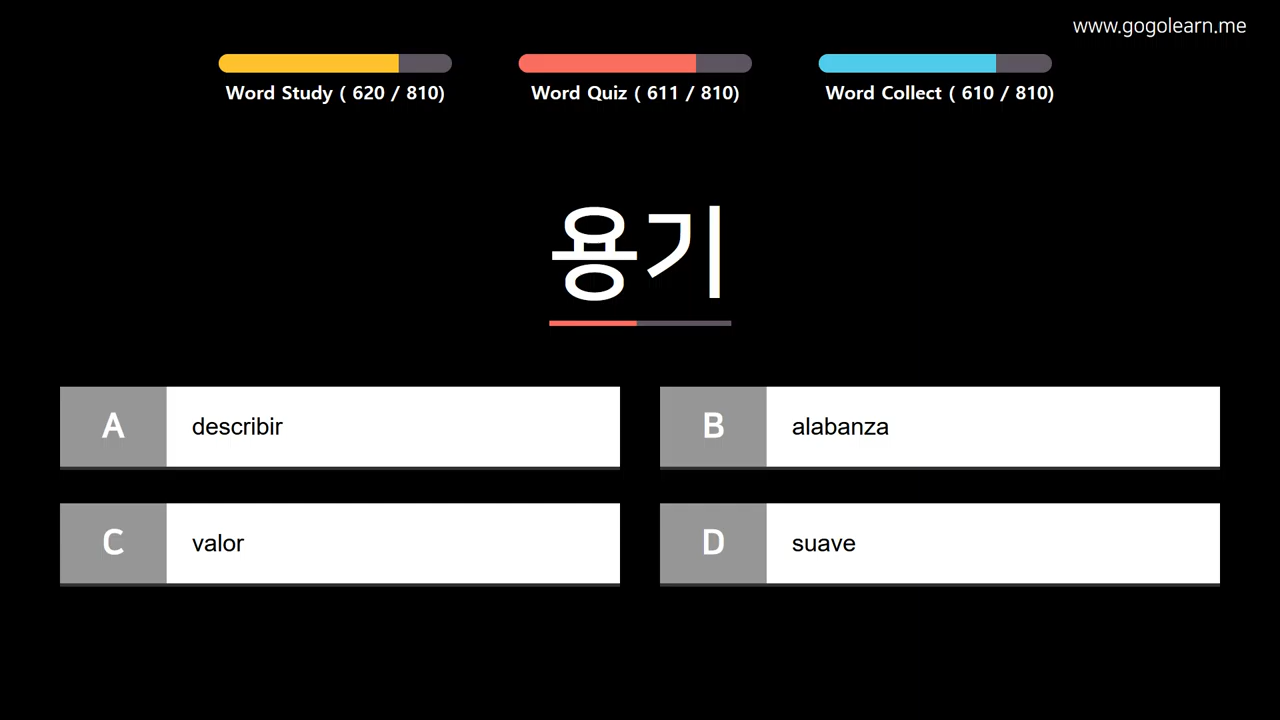 www.gogolearn.me
Word Study ( 620 / 810)
Word Quiz ( 611 / 810)
Word Collect ( 610 / 810)
용기
A describir
B alabanza
C valor
D suave